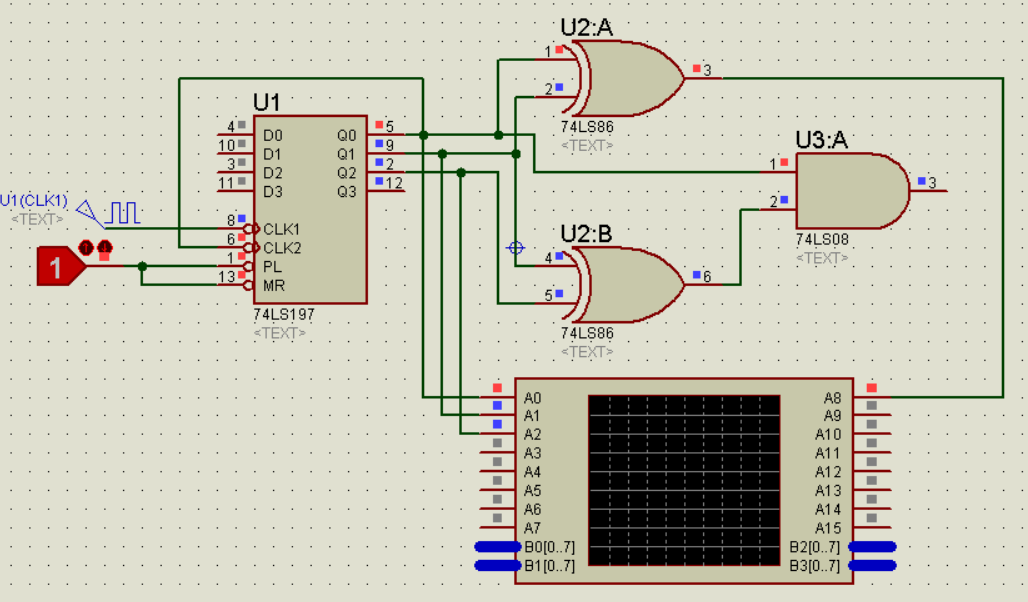 U2:A
1
2
3
74LS86
<TEXT>
U1
4 D0 Q0 5
10 D1 Q1 9
3 D2 Q2 2
11 D3 Q3 12
8 CLK1
6 CLK2
1 PL
13 MR
74LS197
<TEXT>
U1(CLK1)
<TEXT>
1
U3:A
1
2
3
74LS08
<TEXT>
U2:B
4
5
6
74LS86
<TEXT>
A0 A8
A1 A9
A2 A10
A3 A11
A4 A12
A5 A13
A6 A14
A7 A15
B0[0..7] B2[0..7]
B1[0..7] B3[0..7]